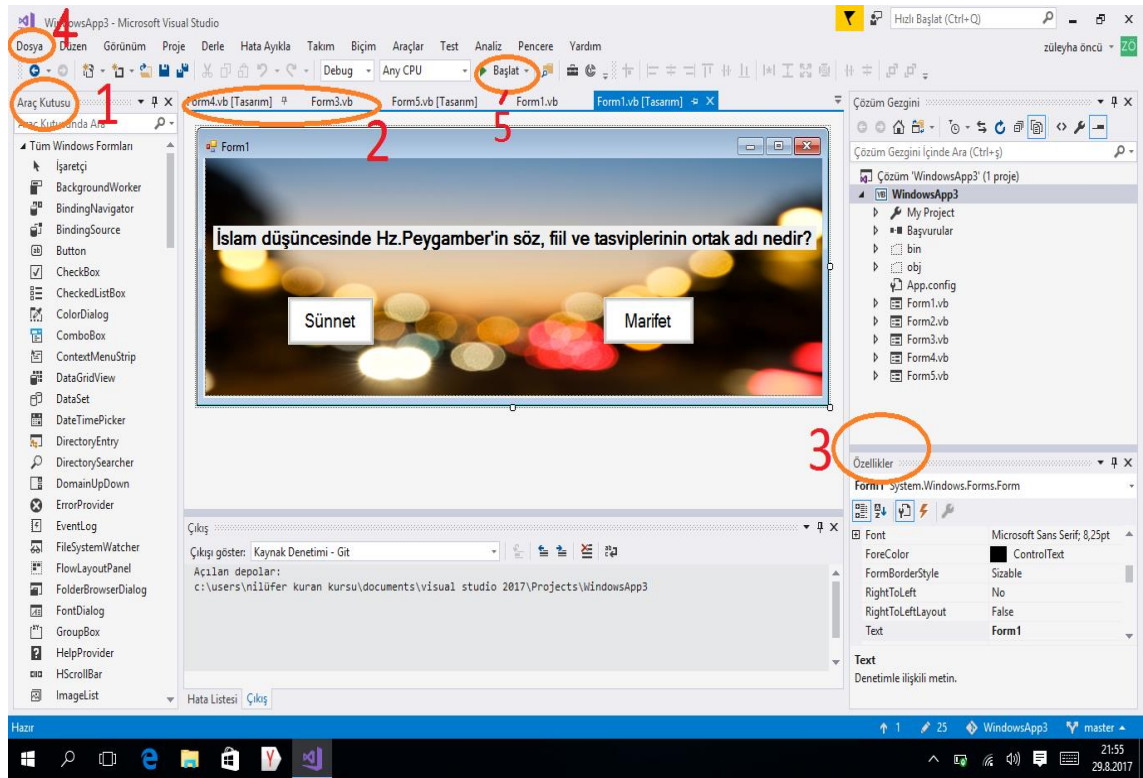 WindowsApp3 - Microsoft Visual Studio
Hızlı Başlat (Ctrl+Q)
4
Dosya Düzen Görünüm Proje Derle Hata Ayıkla Takım Biçim Araçlar Test Analiz Pencere Yardım
züleyha öncü ZÖ
Debug Any CPU Başlat
Araç Kutusu
1
Araç Kutusunda Ara
Form4.vb [Tasarım] Form3.vb Form5.vb [Tasarım] Form1.vb Form1.vb [Tasarım]
2
5
Tüm Windows Formları
İşaretçi
BackgroundWorker
BindingNavigator
BindingSource
Button
CheckBox
CheckedListBox
ColorDialog
ComboBox
ContextMenuStrip
DataGridView
DataSet
DateTimePicker
DirectoryEntry
DirectorySearcher
DomainUpDown
ErrorProvider
EventLog
FileSystemWatcher
FlowLayoutPanel
FolderBrowserDialog
FontDialog
GroupBox
HelpProvider
HScrollBar
ImageList
Form1
İslam düşüncesinde Hz.Peygamber'in söz, fiil ve tasviplerinin ortak adı nedir?
Sünnet
Marifet
Çıkış
Çıkışı göster: Kaynak Denetimi - Git
Açılan depolar:
c:\users\nilüfer kuran kursu\documents\visual studio 2017\Projects\WindowsApp3
Hata Listesi Çıkış
Çözüm Gezgini
Çözüm Gezgini İçinde Ara (Ctrl+ş)
Çözüm 'WindowsApp3' (1 proje)
WindowsApp3
My Project
Başvurular
bin
obj
App.config
Form1.vb
Form2.vb
Form3.vb
Form4.vb
Form5.vb
3
Özellikler
Form1 System.Windows.Forms.Form
Font Microsoft Sans Serif; 8,25pt
ForeColor ControlText
FormBorderStyle Sizable
RightToLeft No
RightToLeftLayout False
Text Form1
Text
Denetimle ilişkili metin.
Hazır
1 25 WindowsApp3 master
21:55
29.8.2017